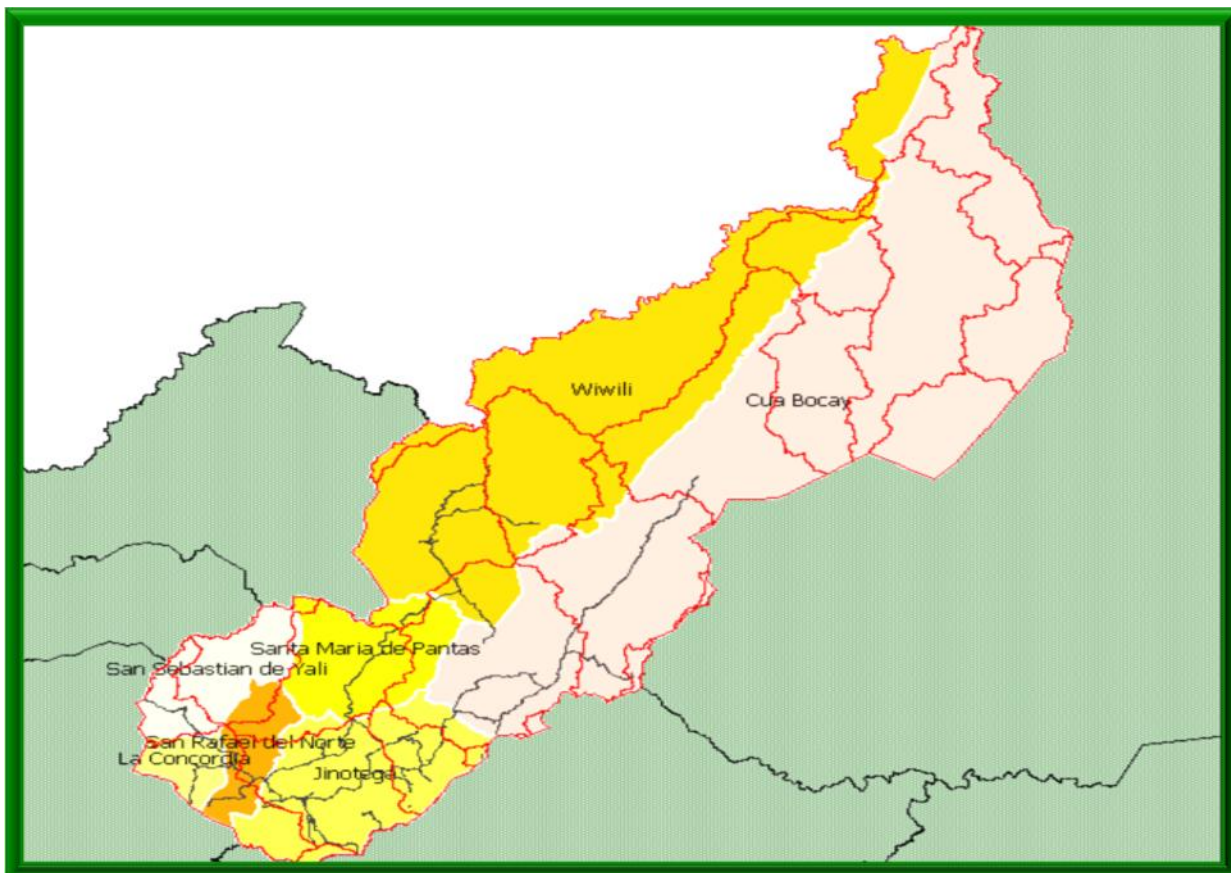 Wiwili
Cua Bocay
Santa Maria de Pantas
San Sebastian de Yali
San Rafael del Norte
La Concordia
Jinotega